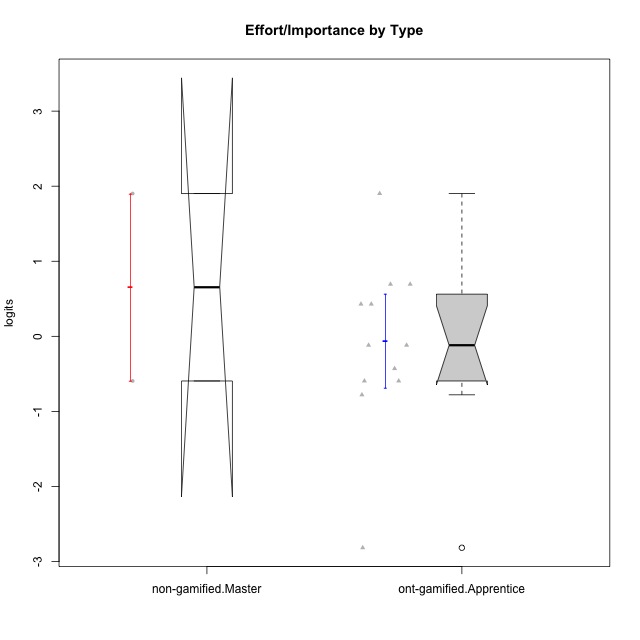 Effort/Importance by Type
logits
3
2
1
0
-1
-2
-3
non-gamified.Master
ont-gamified.Apprentice